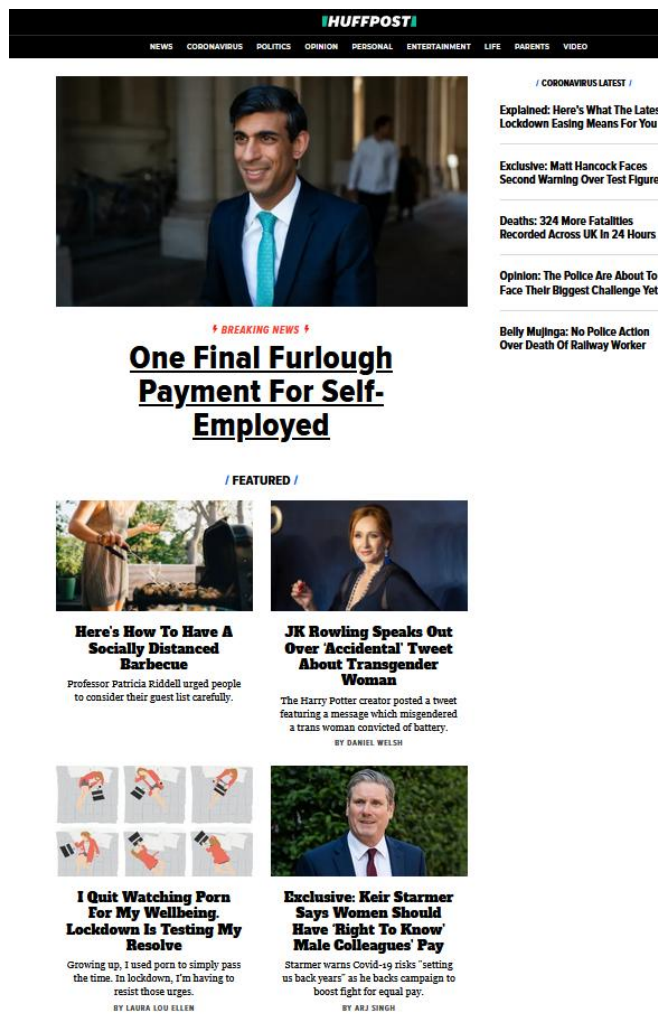 HUFFPOST
NEWS CORONAVIRUS POLITICS OPINION PERSONAL ENTERTAINMENT LIFE PARENTS VIDEO
BREAKING NEWS
One Final Furlough
Payment For Self-
Employed
/ FEATURED /
Here's How To Have A
Socially Distanced
Barbecue
Professor Patricia Riddell urged people
to consider their guest list carefully.
JK Rowling Speaks Out
Over 'Accidental' Tweet
About Transgender
Woman
The Harry Potter creator posted a tweet
featuring a message which misgendered
a trans woman convicted of battery.
BY DANIEL WELSH
I Quit Watching Porn
For My Wellbeing.
Lockdown Is Testing My
Resolve
Growing up, I used porn to simply pass
the time. In lockdown, I'm having to
resist those urges.
BY LAURA LOU ELLEN
Exclusive: Keir Starmer
Says Women Should
Have 'Right To Know'
Male Colleagues' Pay
Starmer warns Covid-19 risks "setting
us back years" as he backs campaign to
boost fight for equal pay.
BY ARJ SINGH
/ CORONAVIRUS LATEST /
Explained: Here's What The Lates
Lockdown Easing Means For You
Exclusive: Matt Hancock Faces
Second Warning Over Test Figure
Deaths: 324 More Fatalities
Recorded Across UK In 24 Hours
Opinion: The Police Are About To
Face Their Biggest Challenge Yet
Belly Mujinga: No Police Action
Over Death Of Railway Worker